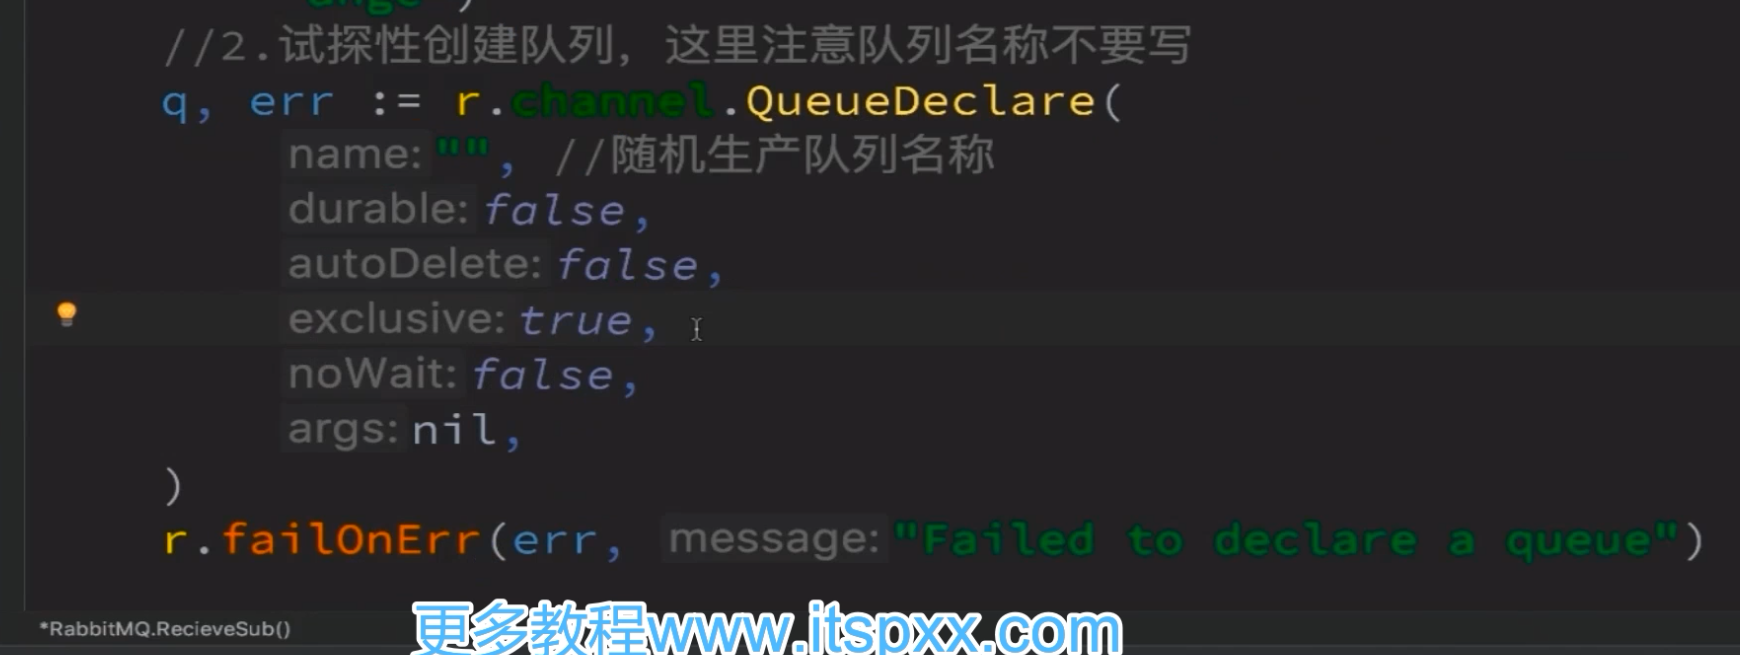 ange")
//2.试探性创建队列，这里注意队列名称不要写
q, err := r.channel.QueueDeclare(
name: "", //随机生产队列名称
durable: false,
autoDelete: false,
exclusive: true,
noWait: false,
args: nil,
)
r.failOnErr(err, message: "Failed to declare a queue")
*RabbitMQ.RecieveSub()
更多教程www.itspxx.com